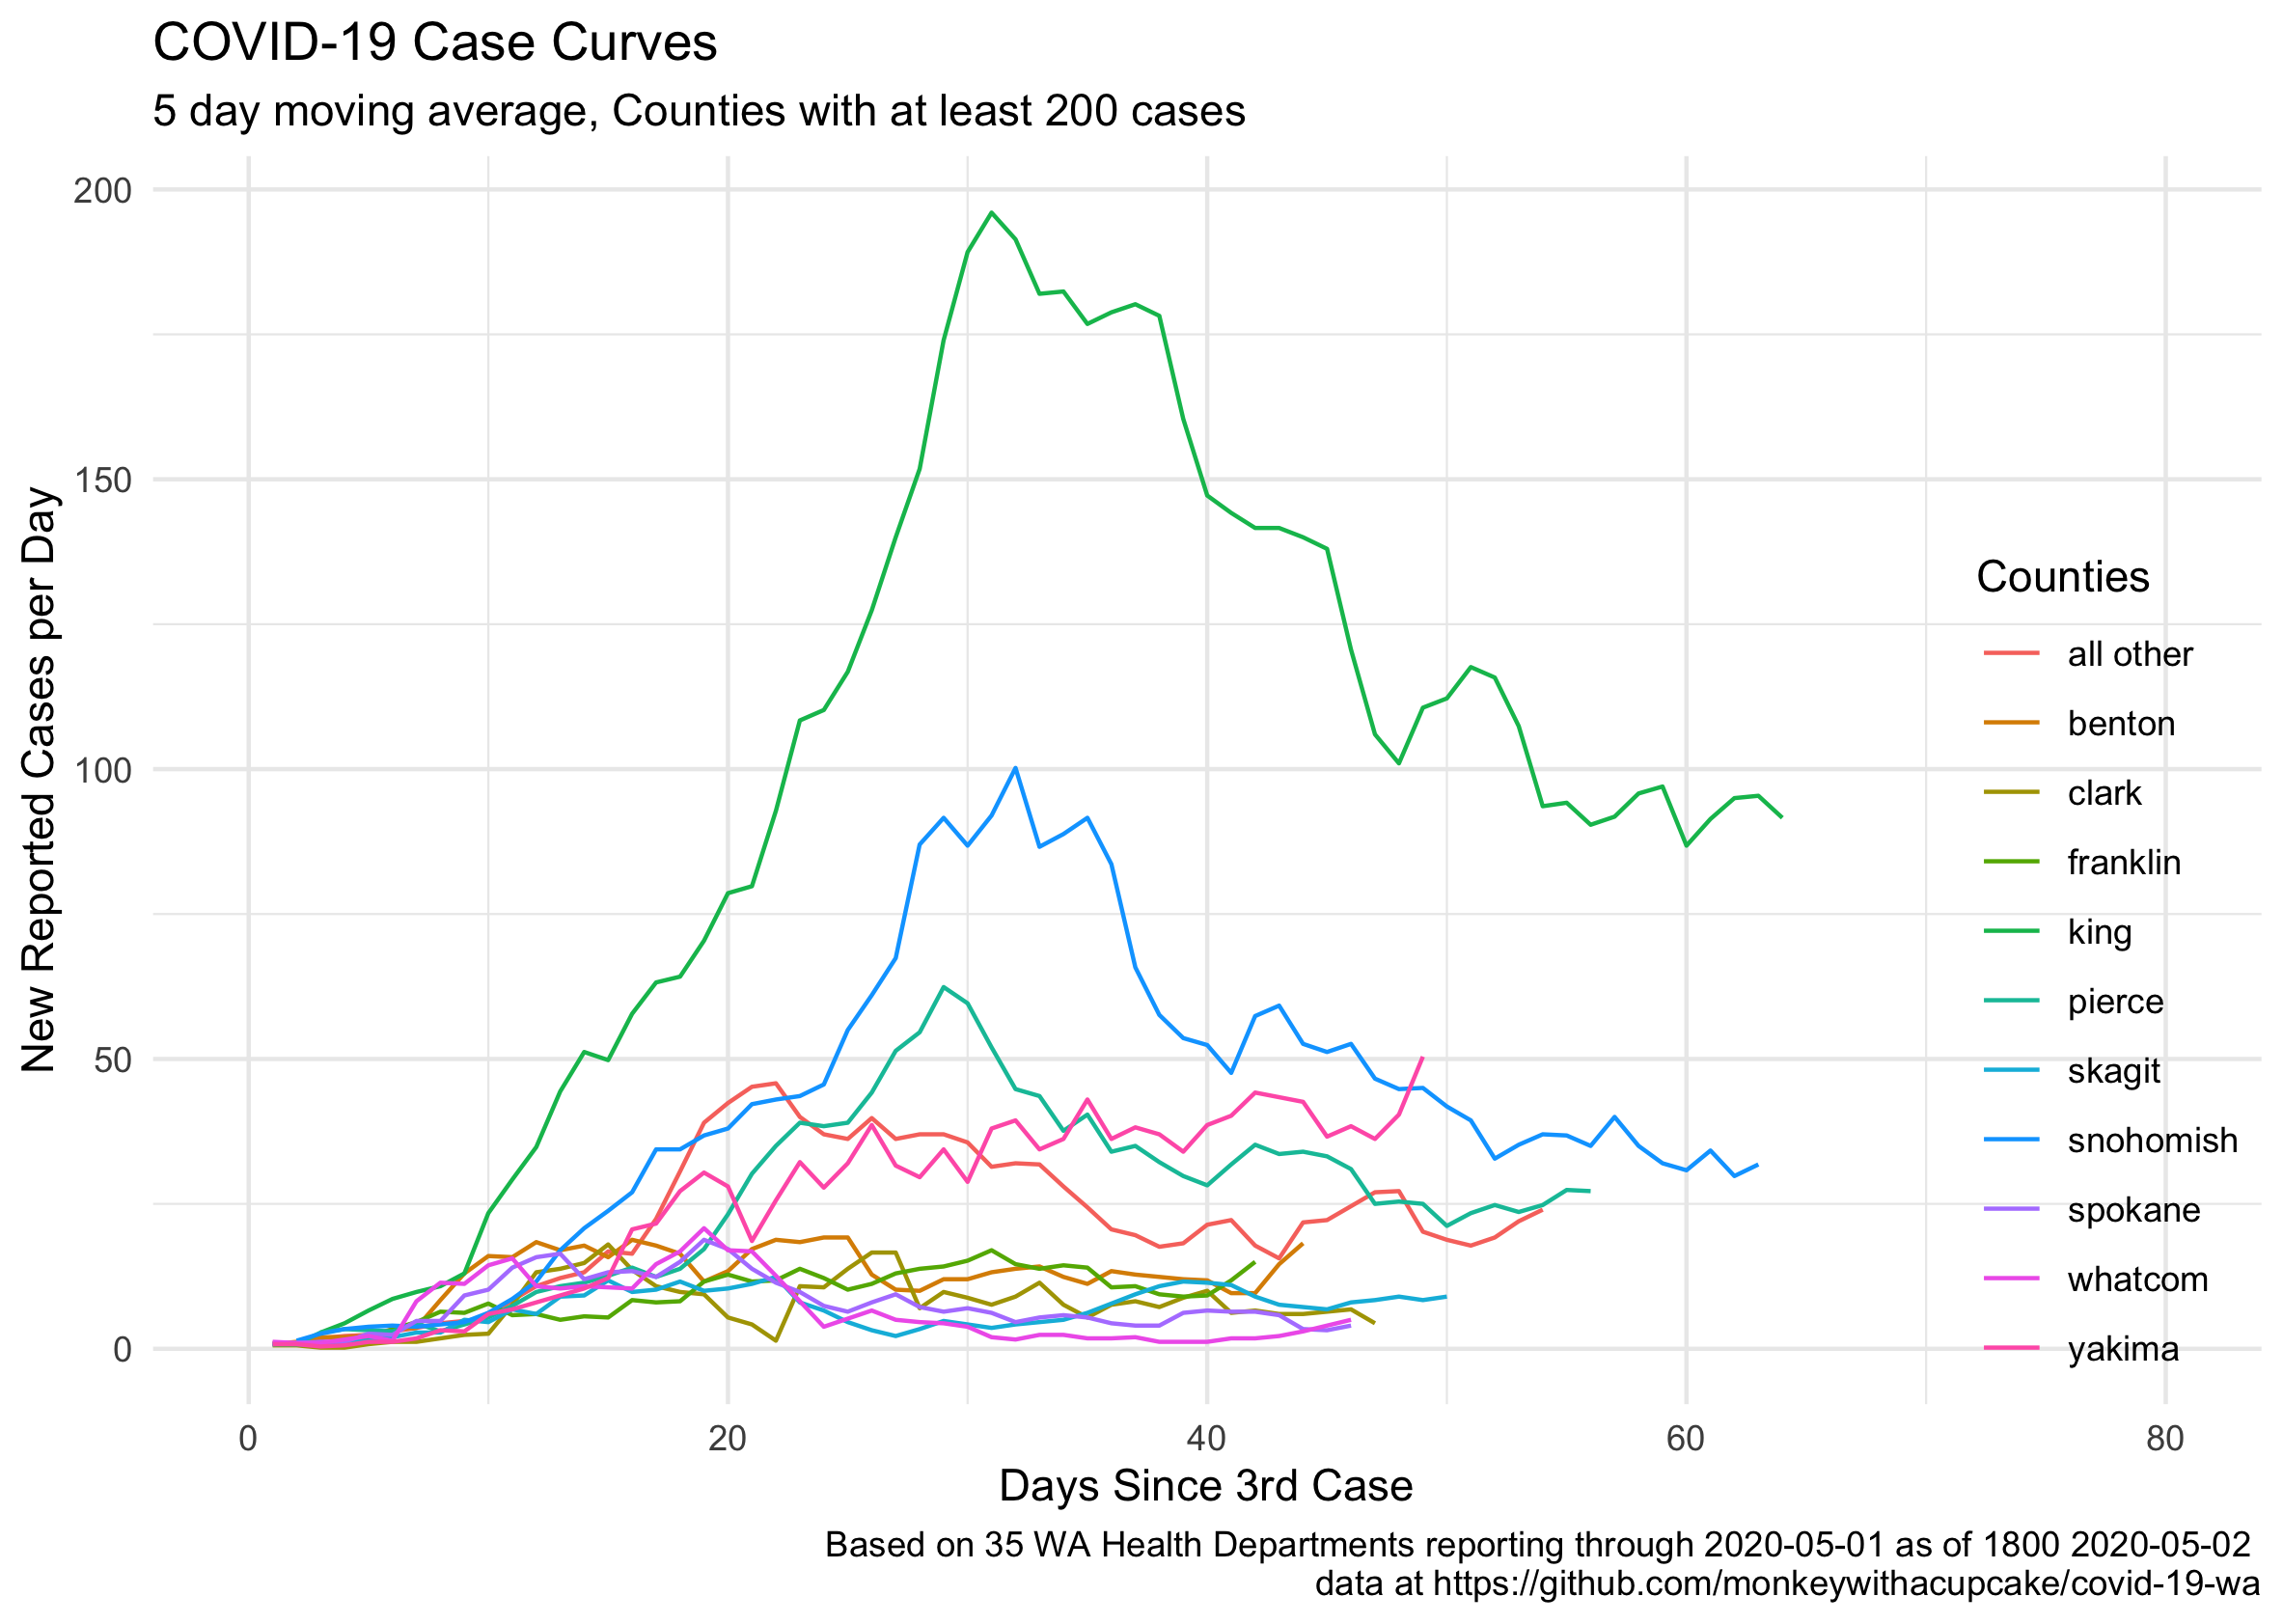 COVID-19 Case Curves
5 day moving average, Counties with at least 200 cases
New Reported Cases per Day
200
150
100
50
0
Counties
all other
benton
clark
franklin
king
pierce
skagit
snohomish
spokane
whatcom
yakima
0 20 40 60 80
Days Since 3rd Case
Based on 35 WA Health Departments reporting through 2020-05-01 as of 1800 2020-05-02
data at https://github.com/monkeywithacupcake/covid-19-wa